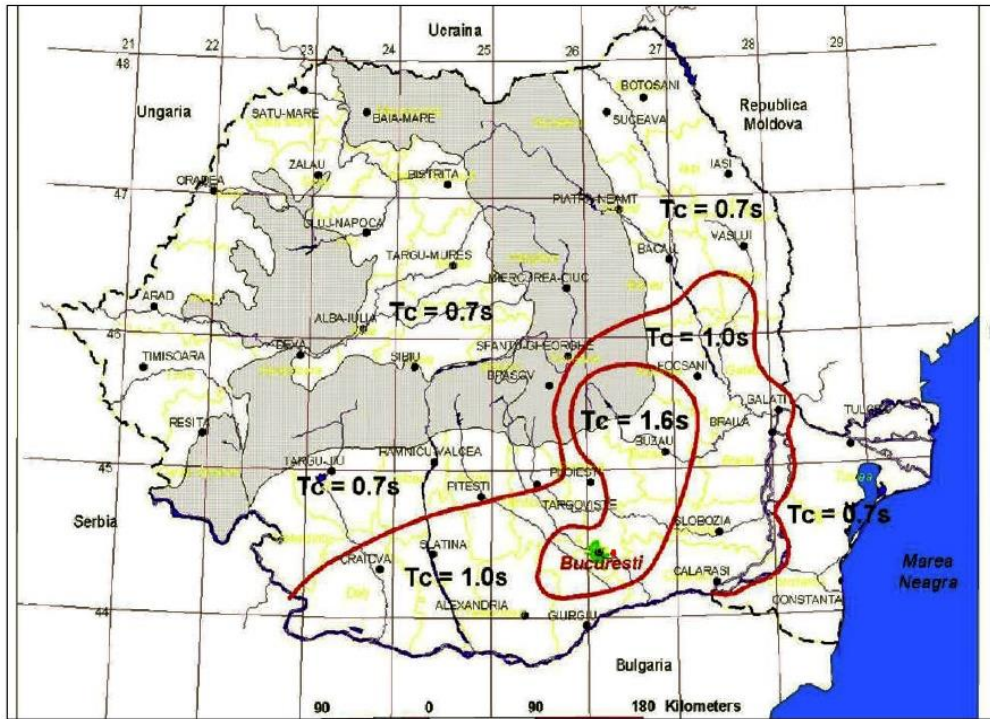 Ucraina
21
22
23
24
25
26
27
28
29
48
BOTOSANI
Ungaria
SATU-MARE
BAIA-MARE
SUCEAVA
Republica
Moldova
ZALAU
BISTRITA
IASI
ORADEA
47
PIATRA-NEAMT
Tc = 0.7s
CLUJ-NAPOCA
BACAU
VASLUI
TARGU-MURES
MIERCUREA-CIUC
ARAD
ALBA-IULIA
Tc = 0.7s
46
Tc = 1.0s
TIMISOARA
DEVA
SIBIU
SFANTU-GHEORGHE
FOCSANI
BRASOV
GALATI
RESITA
Tc = 1.6s
BRAILA
TULCEA
BUZAU
45
TARGU-JIU
RAMNICU-VALCEA
Tc = 0.7s
PITESTI
PLOIESTI
TARGOVISTE
Serbia
SLOBOZIA
Tc = 0.7s
CRAIOVA
SLATINA
Bucuresti
Marea
Neagra
Tc = 1.0s
CALARASI
44
ALEXANDRIA
GIURGIU
CONSTANTA
Bulgaria
90
0
90
180 Kilometers